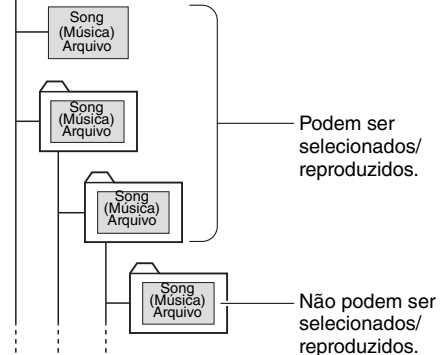 Song
(Música)
Arquivo
Song
(Música)
Arquivo
Podem ser
selecionados/
reproduzidos.
Song
(Música)
Arquivo
Song
(Música)
Arquivo
Não podem ser
selecionados/
reproduzidos.